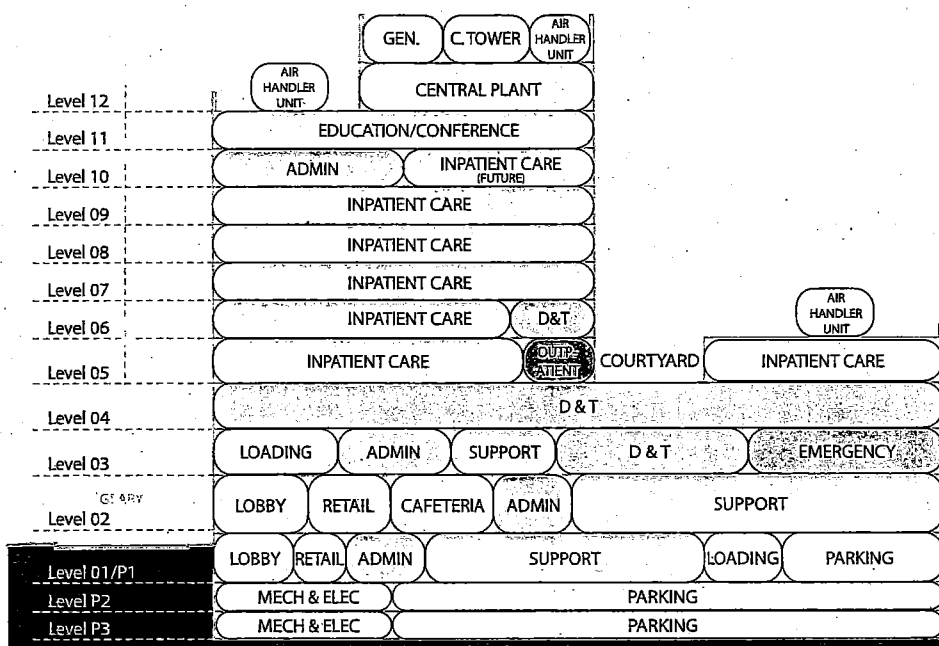 GEN. C.TOWER AIR HANDLER UNIT
AIR HANDLER UNIT
Level 12 CENTRAL PLANT
Level 11 EDUCATION/CONFERENCE
Level 10 ADMIN INPATIENT CARE (FUTURE)
Level 09 INPATIENT CARE
Level 08 INPATIENT CARE
Level 07 INPATIENT CARE
AIR HANDLER UNIT
Level 06 INPATIENT CARE D&T
Level 05 INPATIENT CARE OUTP- ATIENT COURTYARD INPATIENT CARE
Level 04 D & T
Level 03 LOADING ADMIN SUPPORT D & T EMERGENCY
GEARY
Level 02 LOBBY RETAIL CAFETERIA ADMIN SUPPORT
Level 01/P1 LOBBY RETAIL ADMIN SUPPORT LOADING PARKING
Level P2 MECH & ELEC PARKING
Level P3 MECH & ELEC PARKING